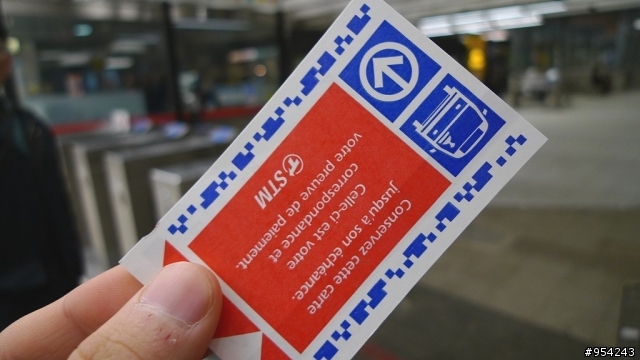 Conservez cette carte
jusqu'à son échéance.
Celle-ci est votre
correspondance et
votre preuve de paiement.
STM
#954243